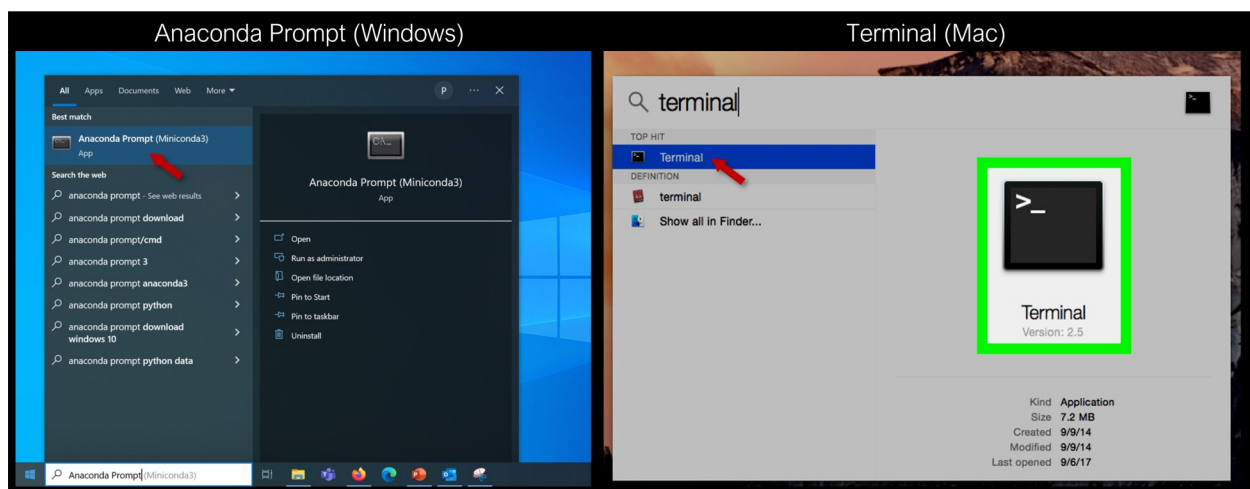 Anaconda Prompt (Windows)
All Apps Documents Web More
P ... ×
Best match
Anaconda Prompt (Miniconda3)
App
Search the web
anaconda prompt - See web results
anaconda prompt download
anaconda prompt/cmd
anaconda prompt 3
anaconda prompt anaconda3
anaconda prompt python
anaconda prompt download
windows 10
anaconda prompt python data
C:\_
Anaconda Prompt (Miniconda3)
App
Open
Run as administrator
Open file location
Pin to Start
Pin to taskbar
Uninstall
Anaconda Prompt (Miniconda3)
Terminal (Mac)
terminal
TOP HIT
Terminal
DEFINITION
terminal
Show all in Finder...
>_
Terminal
Version: 2.5
Kind Application
Size 7.2 MB
Created 9/9/14
Modified 9/9/14
Last opened 9/6/17